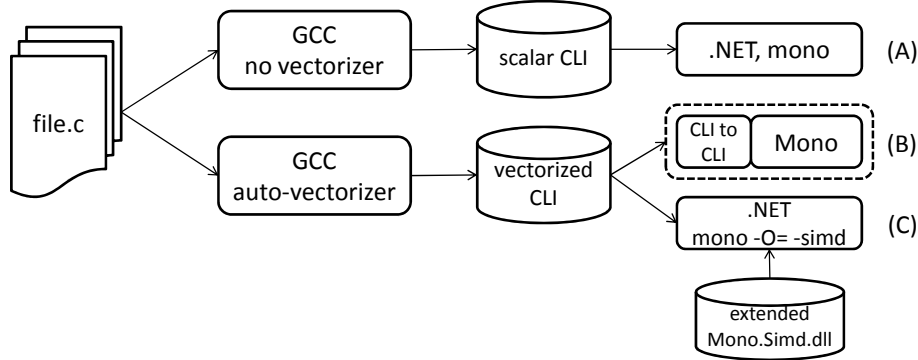 GCC
no vectorizer
scalar CLI
.NET, mono
(A)
file.c
GCC
auto-vectorizer
vectorized
CLI
CLI to
CLI
Mono
(B)
.NET
mono -O= -simd
(C)
extended
Mono.Simd.dll